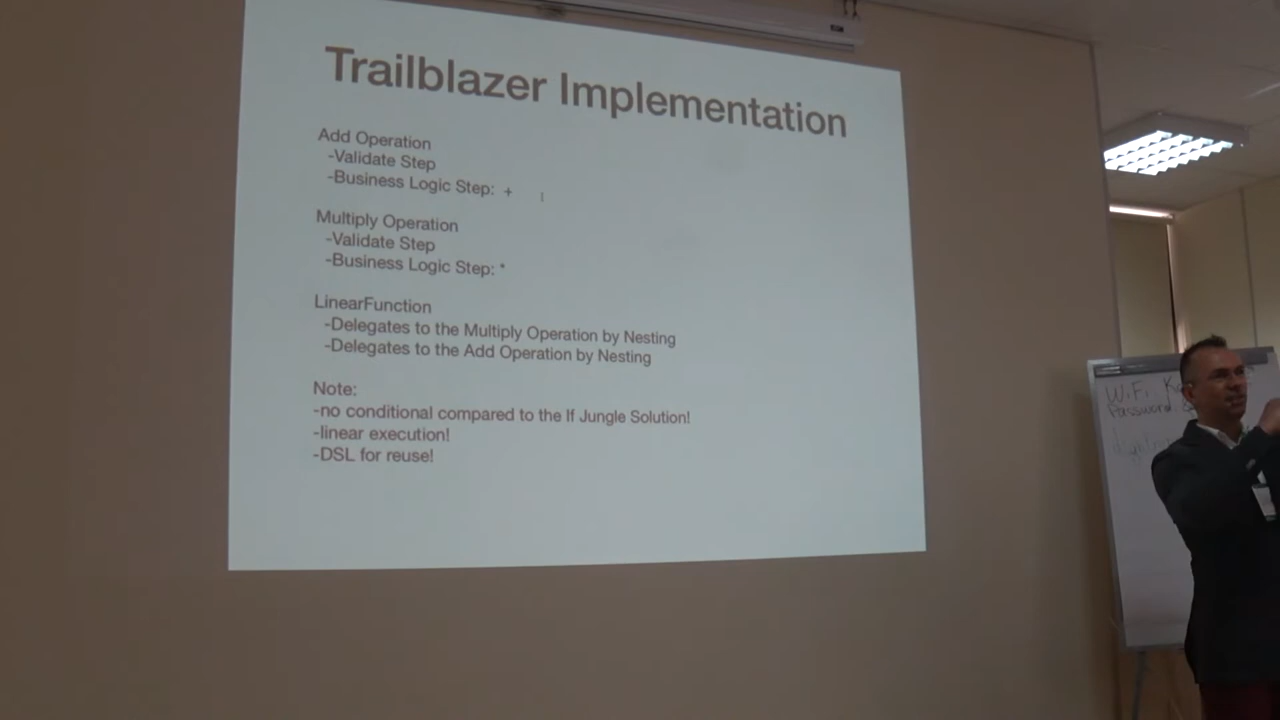 Trailblazer Implementation
Add Operation
-Validate Step
-Business Logic Step: +
Multiply Operation
-Validate Step
-Business Logic Step: *
LinearFunction
-Delegates to the Multiply Operation by Nesting
-Delegates to the Add Operation by Nesting
Note:
-no conditional compared to the If Jungle Solution!
-linear execution!
-DSL for reuse!
WiFi
Password